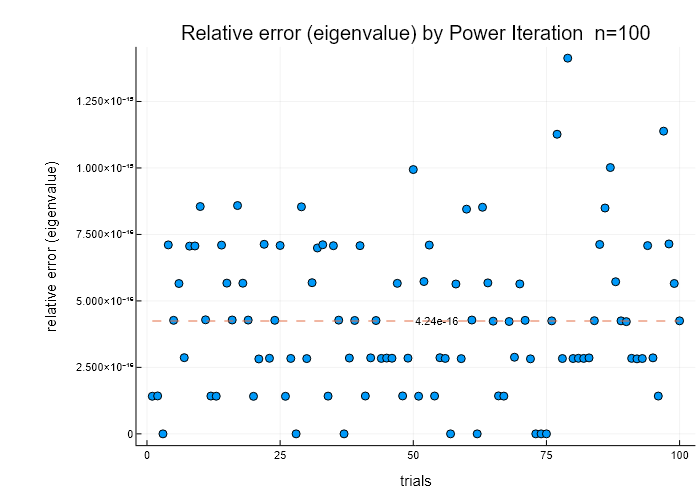 Relative error (eigenvalue) by Power Iteration n=100
relative error (eigenvalue)
1.250×10⁻¹⁵
1.000×10⁻¹⁵
7.500×10⁻¹⁶
5.000×10⁻¹⁶
4.24e-16
2.500×10⁻¹⁶
0
0 25 50 75 100
trials